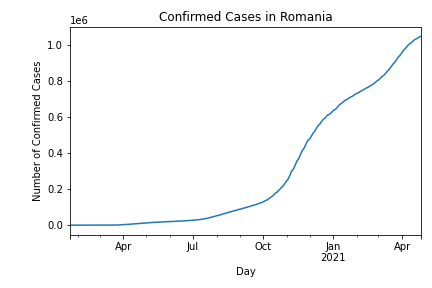 Confirmed Cases in Romania
1e6
1.0
0.8
0.6
0.4
0.2
0.0
Number of Confirmed Cases
Apr
Jul
Oct
Jan
2021
Apr
Day